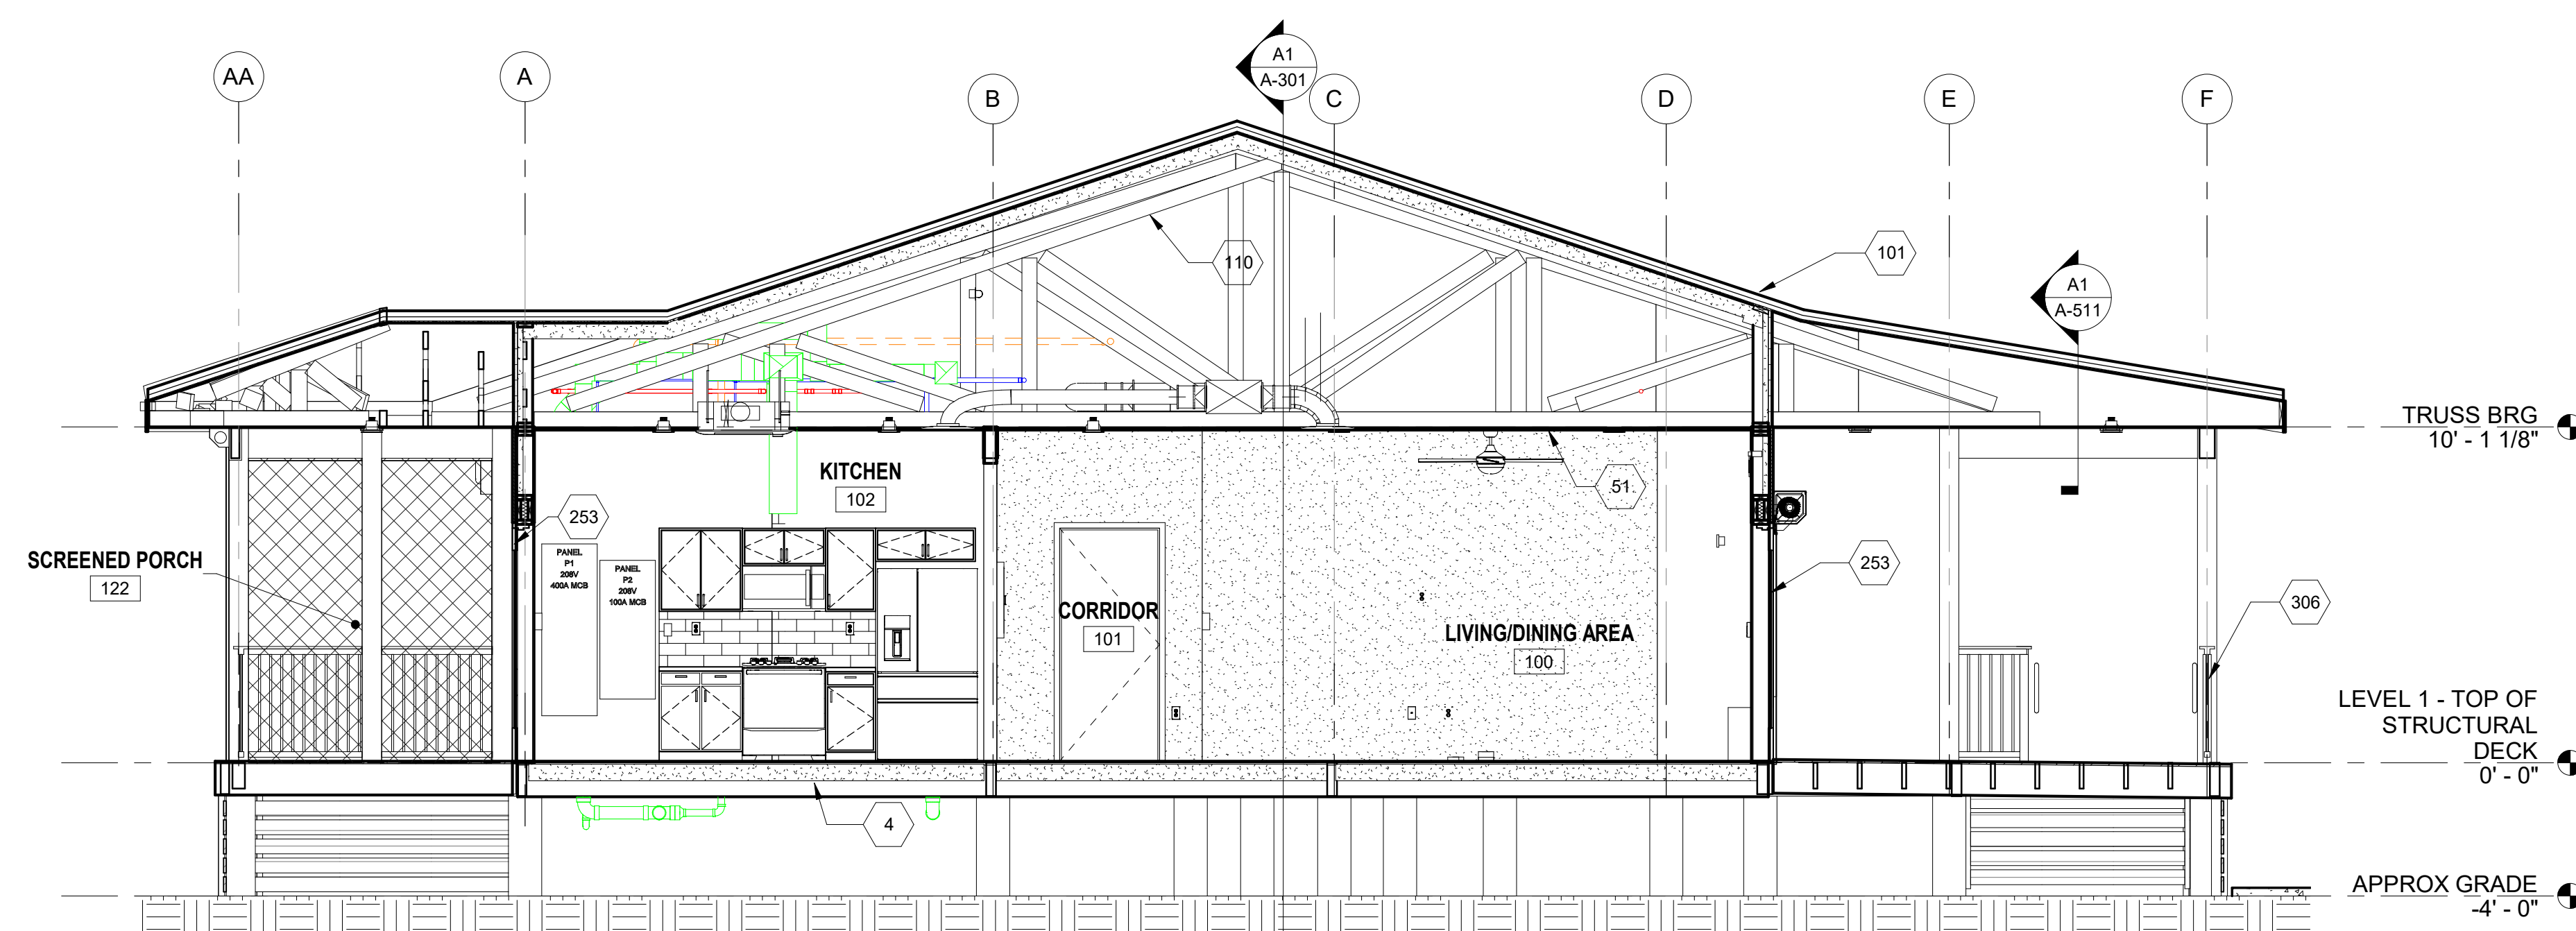 AA
A
B
A1
A-301
C
D
E
F
110
101
A1
A-511
TRUSS BRG
10' - 1 1/8"
KITCHEN
102
51
253
PANEL
P1
208V
400A MCB
PANEL
P2
208V
100A MCB
SCREENED PORCH
122
CORRIDOR
101
LIVING/DINING AREA
100
253
306
LEVEL 1 - TOP OF
STRUCTURAL
DECK
0' - 0"
4
APPROX GRADE
-4' - 0"